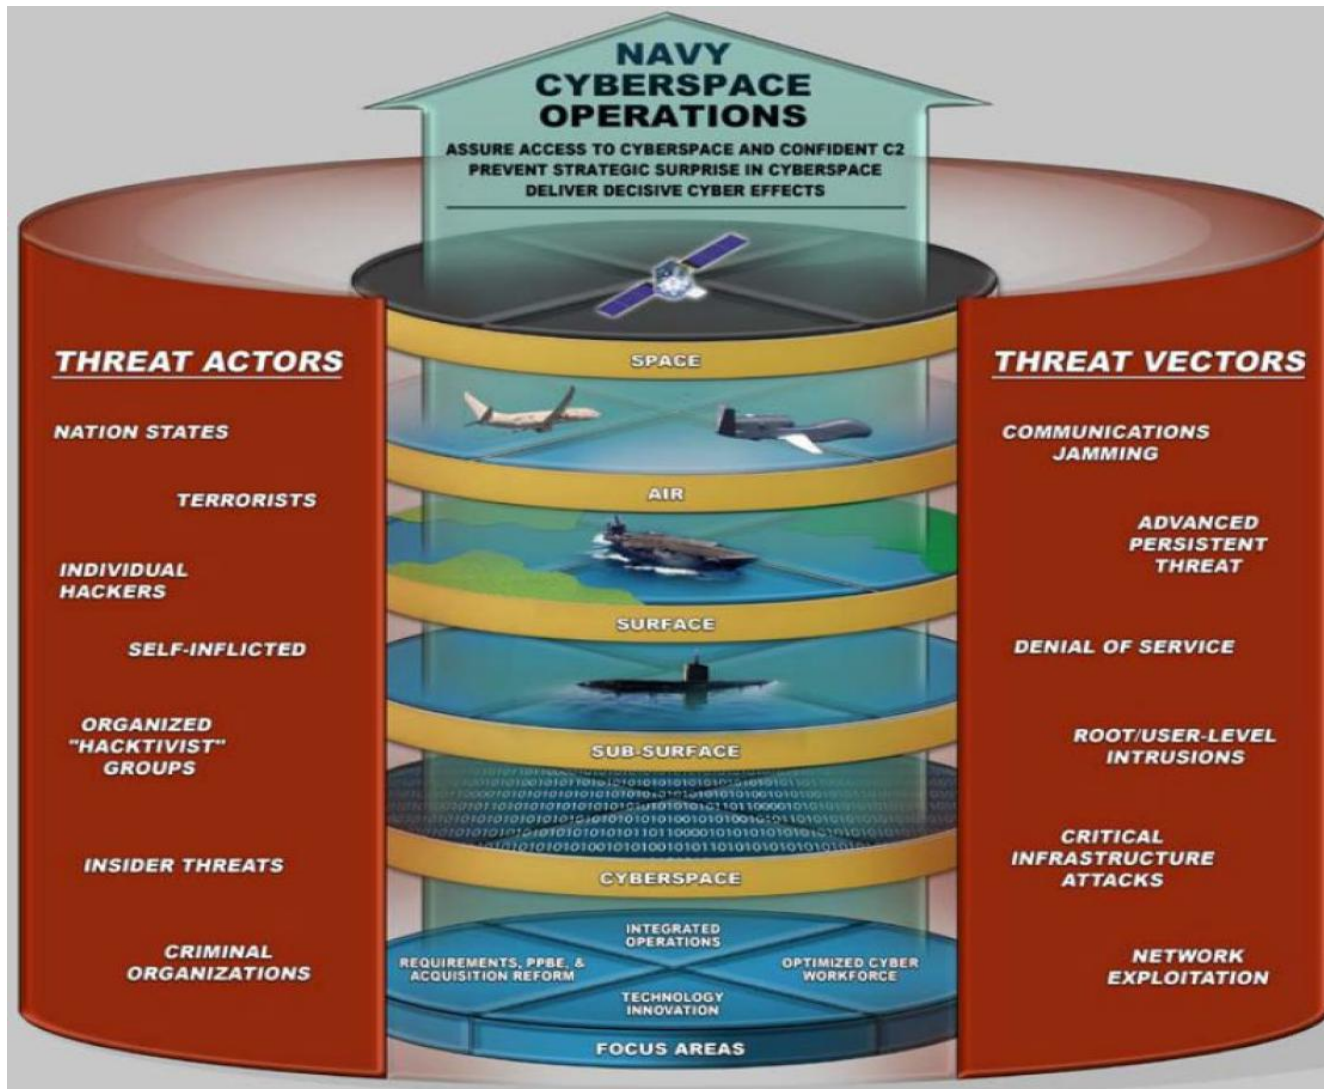 NAVY
CYBERSPACE
OPERATIONS
ASSURE ACCESS TO CYBERSPACE AND CONFIDENT C2
PREVENT STRATEGIC SURPRISE IN CYBERSPACE
DELIVER DECISIVE CYBER EFFECTS
THREAT ACTORS
NATION STATES
TERRORISTS
INDIVIDUAL
HACKERS
SELF-INFLICTED
ORGANIZED
"HACKTIVIST"
GROUPS
INSIDER THREATS
CRIMINAL
ORGANIZATIONS
SPACE
AIR
SURFACE
SUB-SURFACE
CYBERSPACE
INTEGRATED
OPERATIONS
REQUIREMENTS, PPBE, &
ACQUISITION REFORM
OPTIMIZED CYBER
WORKFORCE
TECHNOLOGY
INNOVATION
FOCUS AREAS
THREAT VECTORS
COMMUNICATIONS
JAMMING
ADVANCED
PERSISTENT
THREAT
DENIAL OF SERVICE
ROOT/USER-LEVEL
INTRUSIONS
CRITICAL
INFRASTRUCTURE
ATTACKS
NETWORK
EXPLOITATION